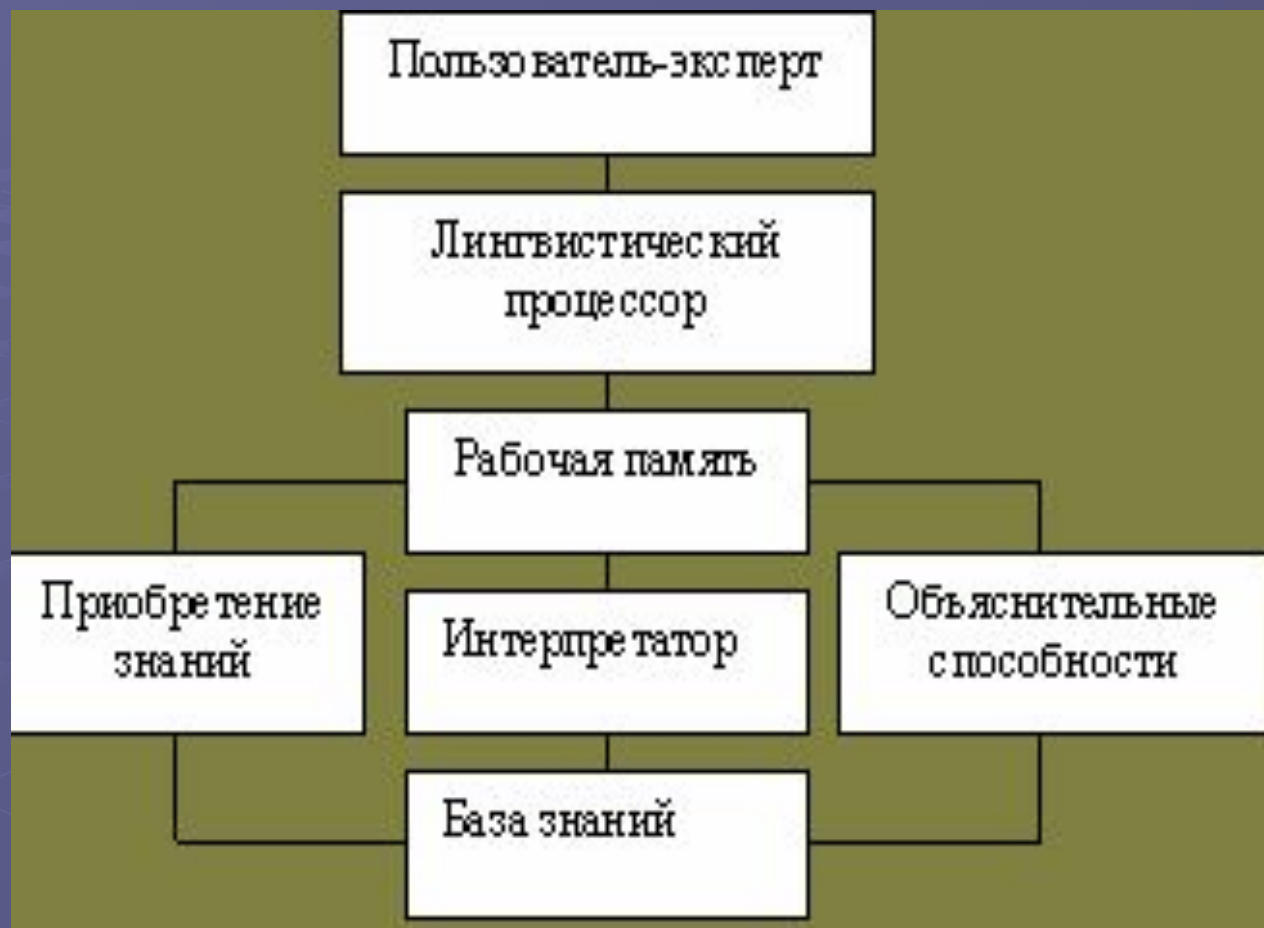 Пользователь-эксперт
Лингвистический
процессор
Рабочая память
Приобретение
знаний
Интерпретатор
Объяснительные
способности
База знаний